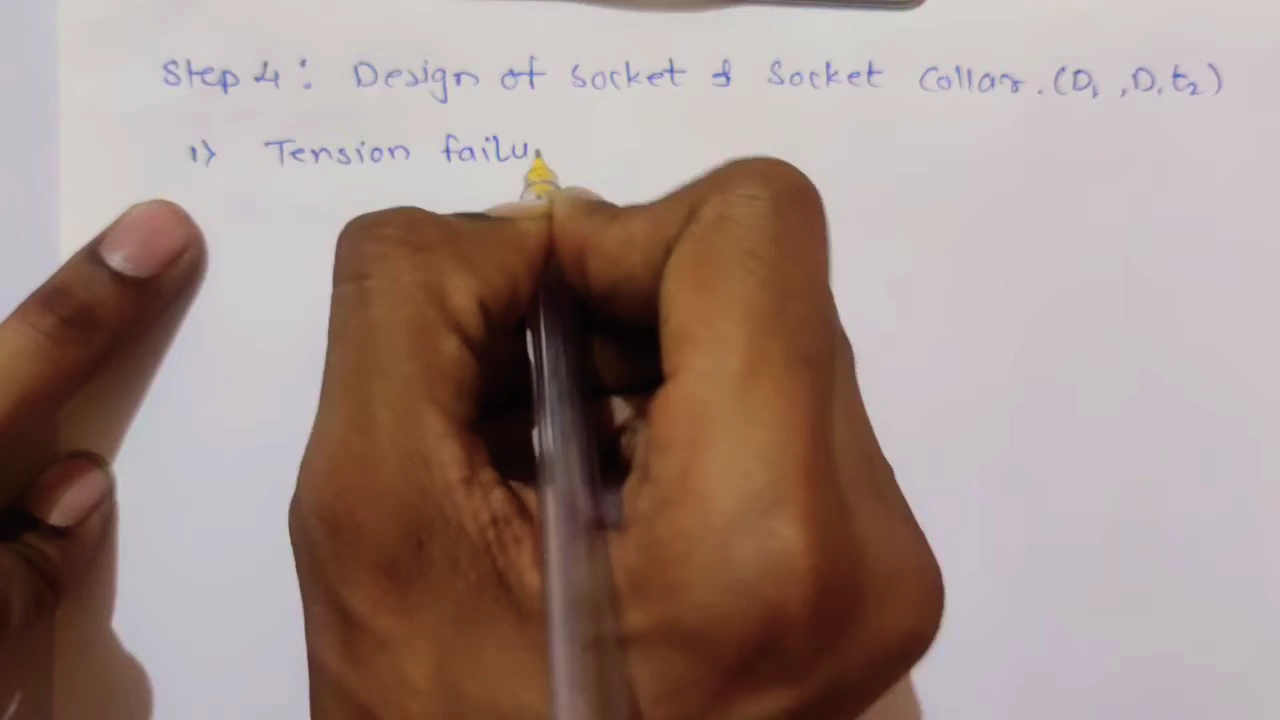 Step 4: Design of Socket & Socket Collar. (D₁, D, t₂)
1) Tension failu